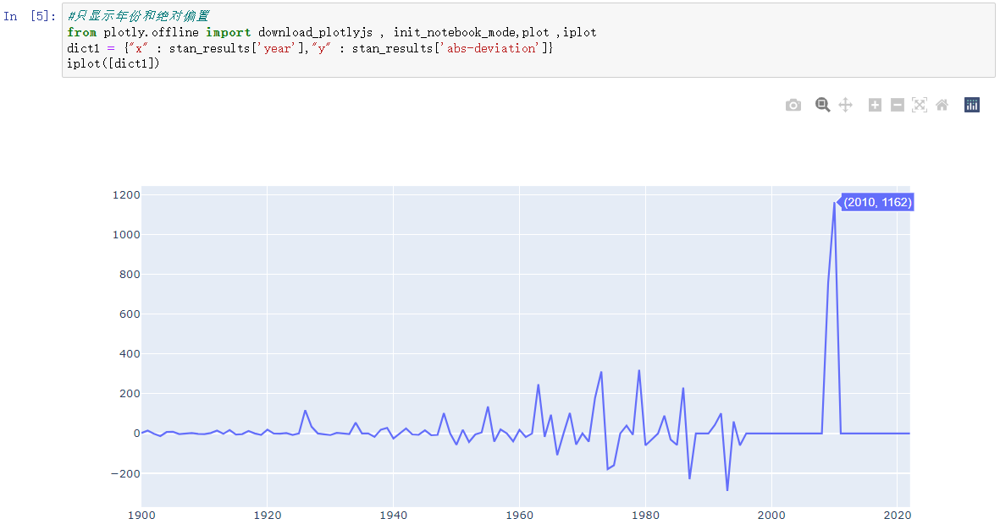 In [5]:
#只显示年份和绝对偏置
from plotly.offline import download_plotlyjs , init_notebook_mode,plot ,iplot
dict1 = {"x" : stan_results['year'],"y" : stan_results['abs-deviation']}
iplot([dict1])
(2010, 1162)
1200
1000
800
600
400
200
0
−200
1900 1920 1940 1960 1980 2000 2020